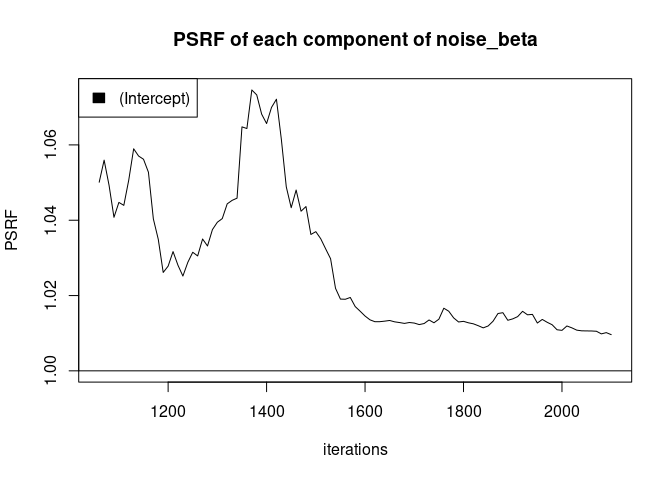 PSRF of each component of noise_beta
(Intercept)
PSRF
1.06
1.04
1.02
1.00
1200 1400 1600 1800 2000
iterations